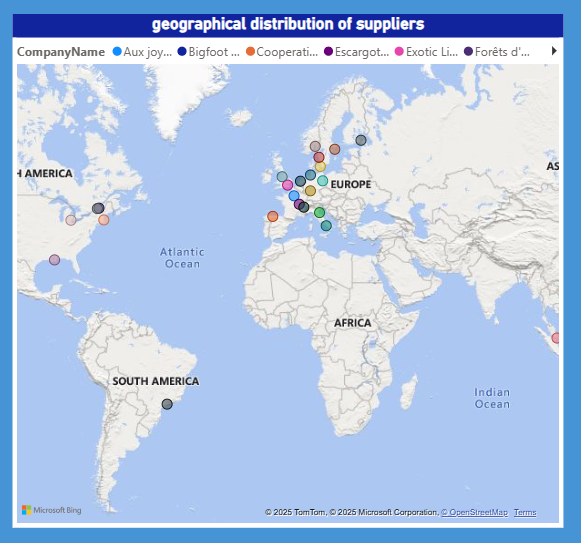 geographical distribution of suppliers
CompanyName Aux joy... Bigfoot ... Cooperati... Escargot... Exotic Li... Forêts d'...
H AMERICA
EUROPE
AS
Atlantic
Ocean
AFRICA
SOUTH AMERICA
Indian
Ocean
Microsoft Bing
© 2025 TomTom, © 2025 Microsoft Corporation, © OpenStreetMap Terms